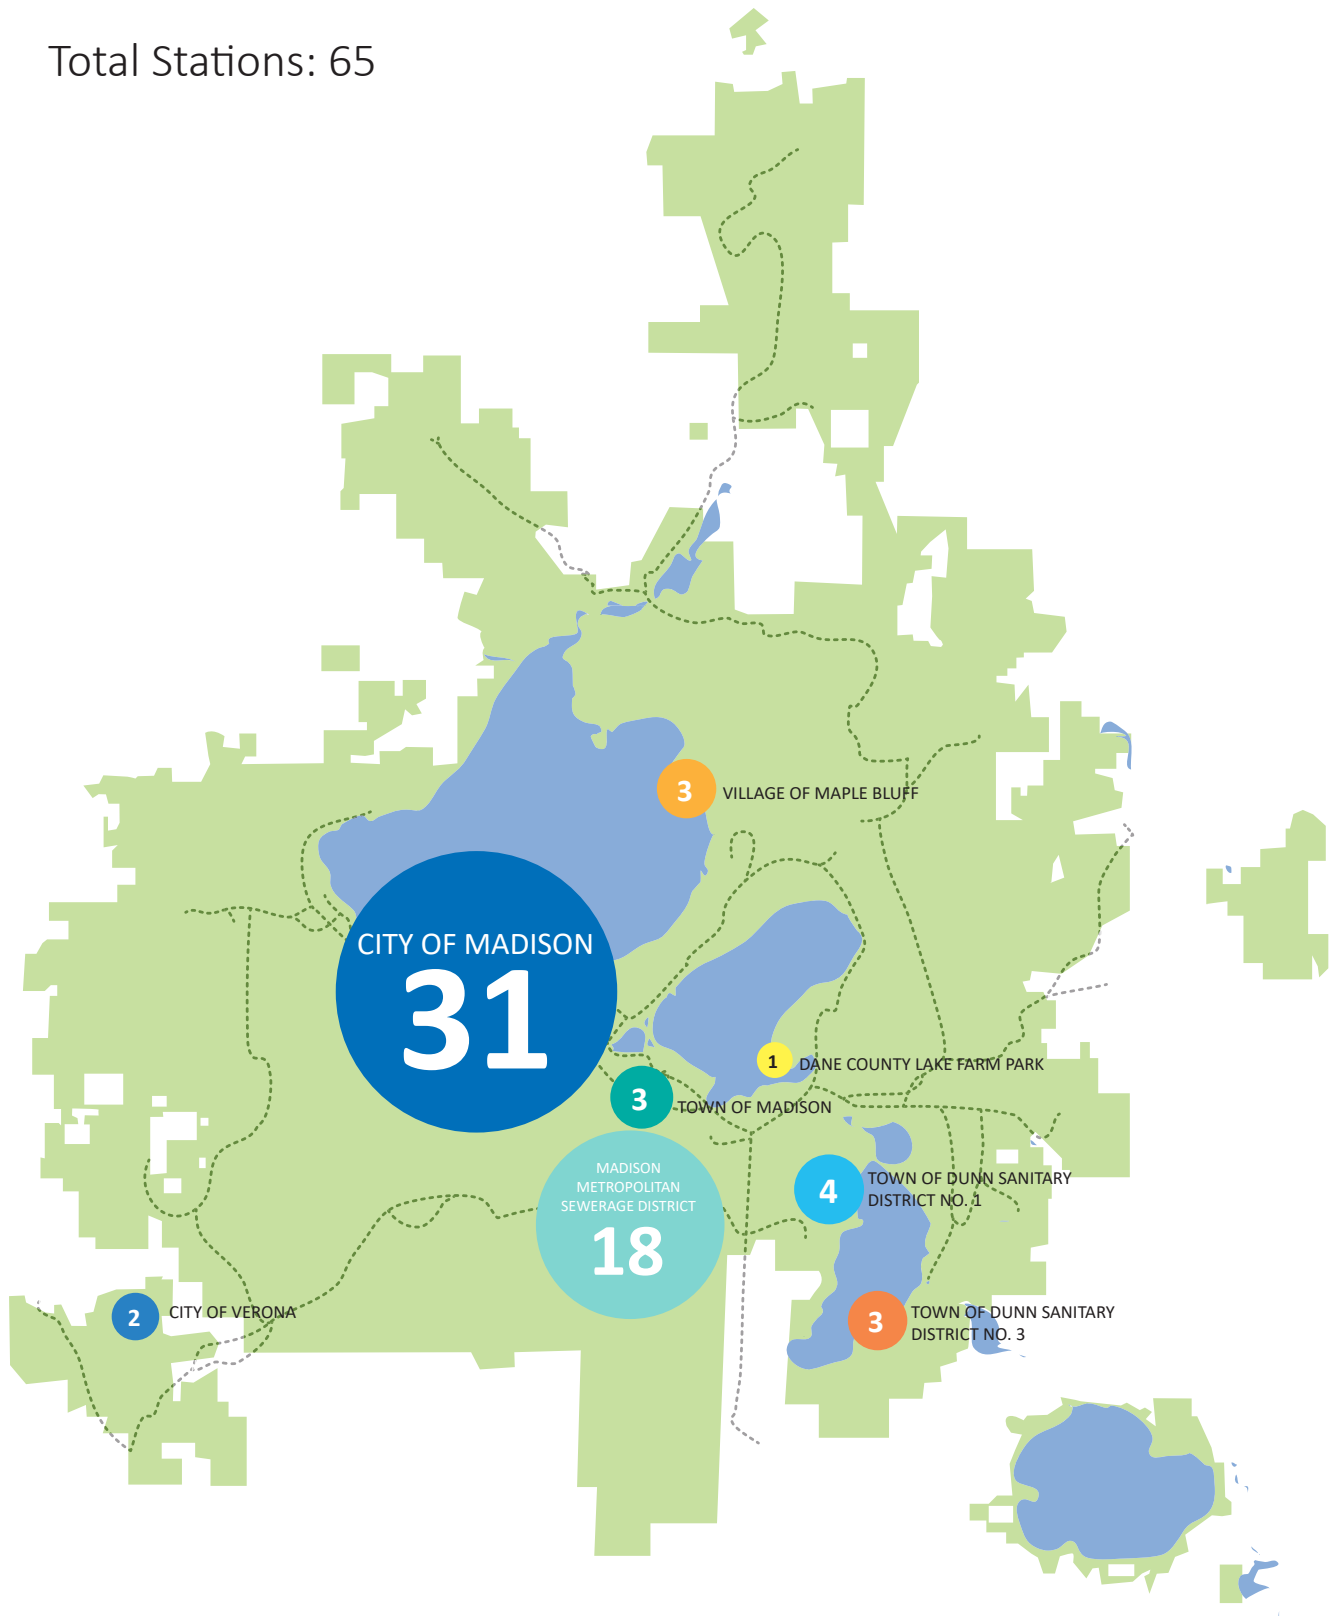 Total Stations: 65
3
VILLAGE OF MAPLE BLUFF
CITY OF MADISON
31
1
DANE COUNTY LAKE FARM PARK
3
TOWN OF MADISON
MADISON
METROPOLITAN
SEWERAGE DISTRICT
18
4
TOWN OF DUNN SANITARY
DISTRICT NO. 1
2
CITY OF VERONA
3
TOWN OF DUNN SANITARY
DISTRICT NO. 3